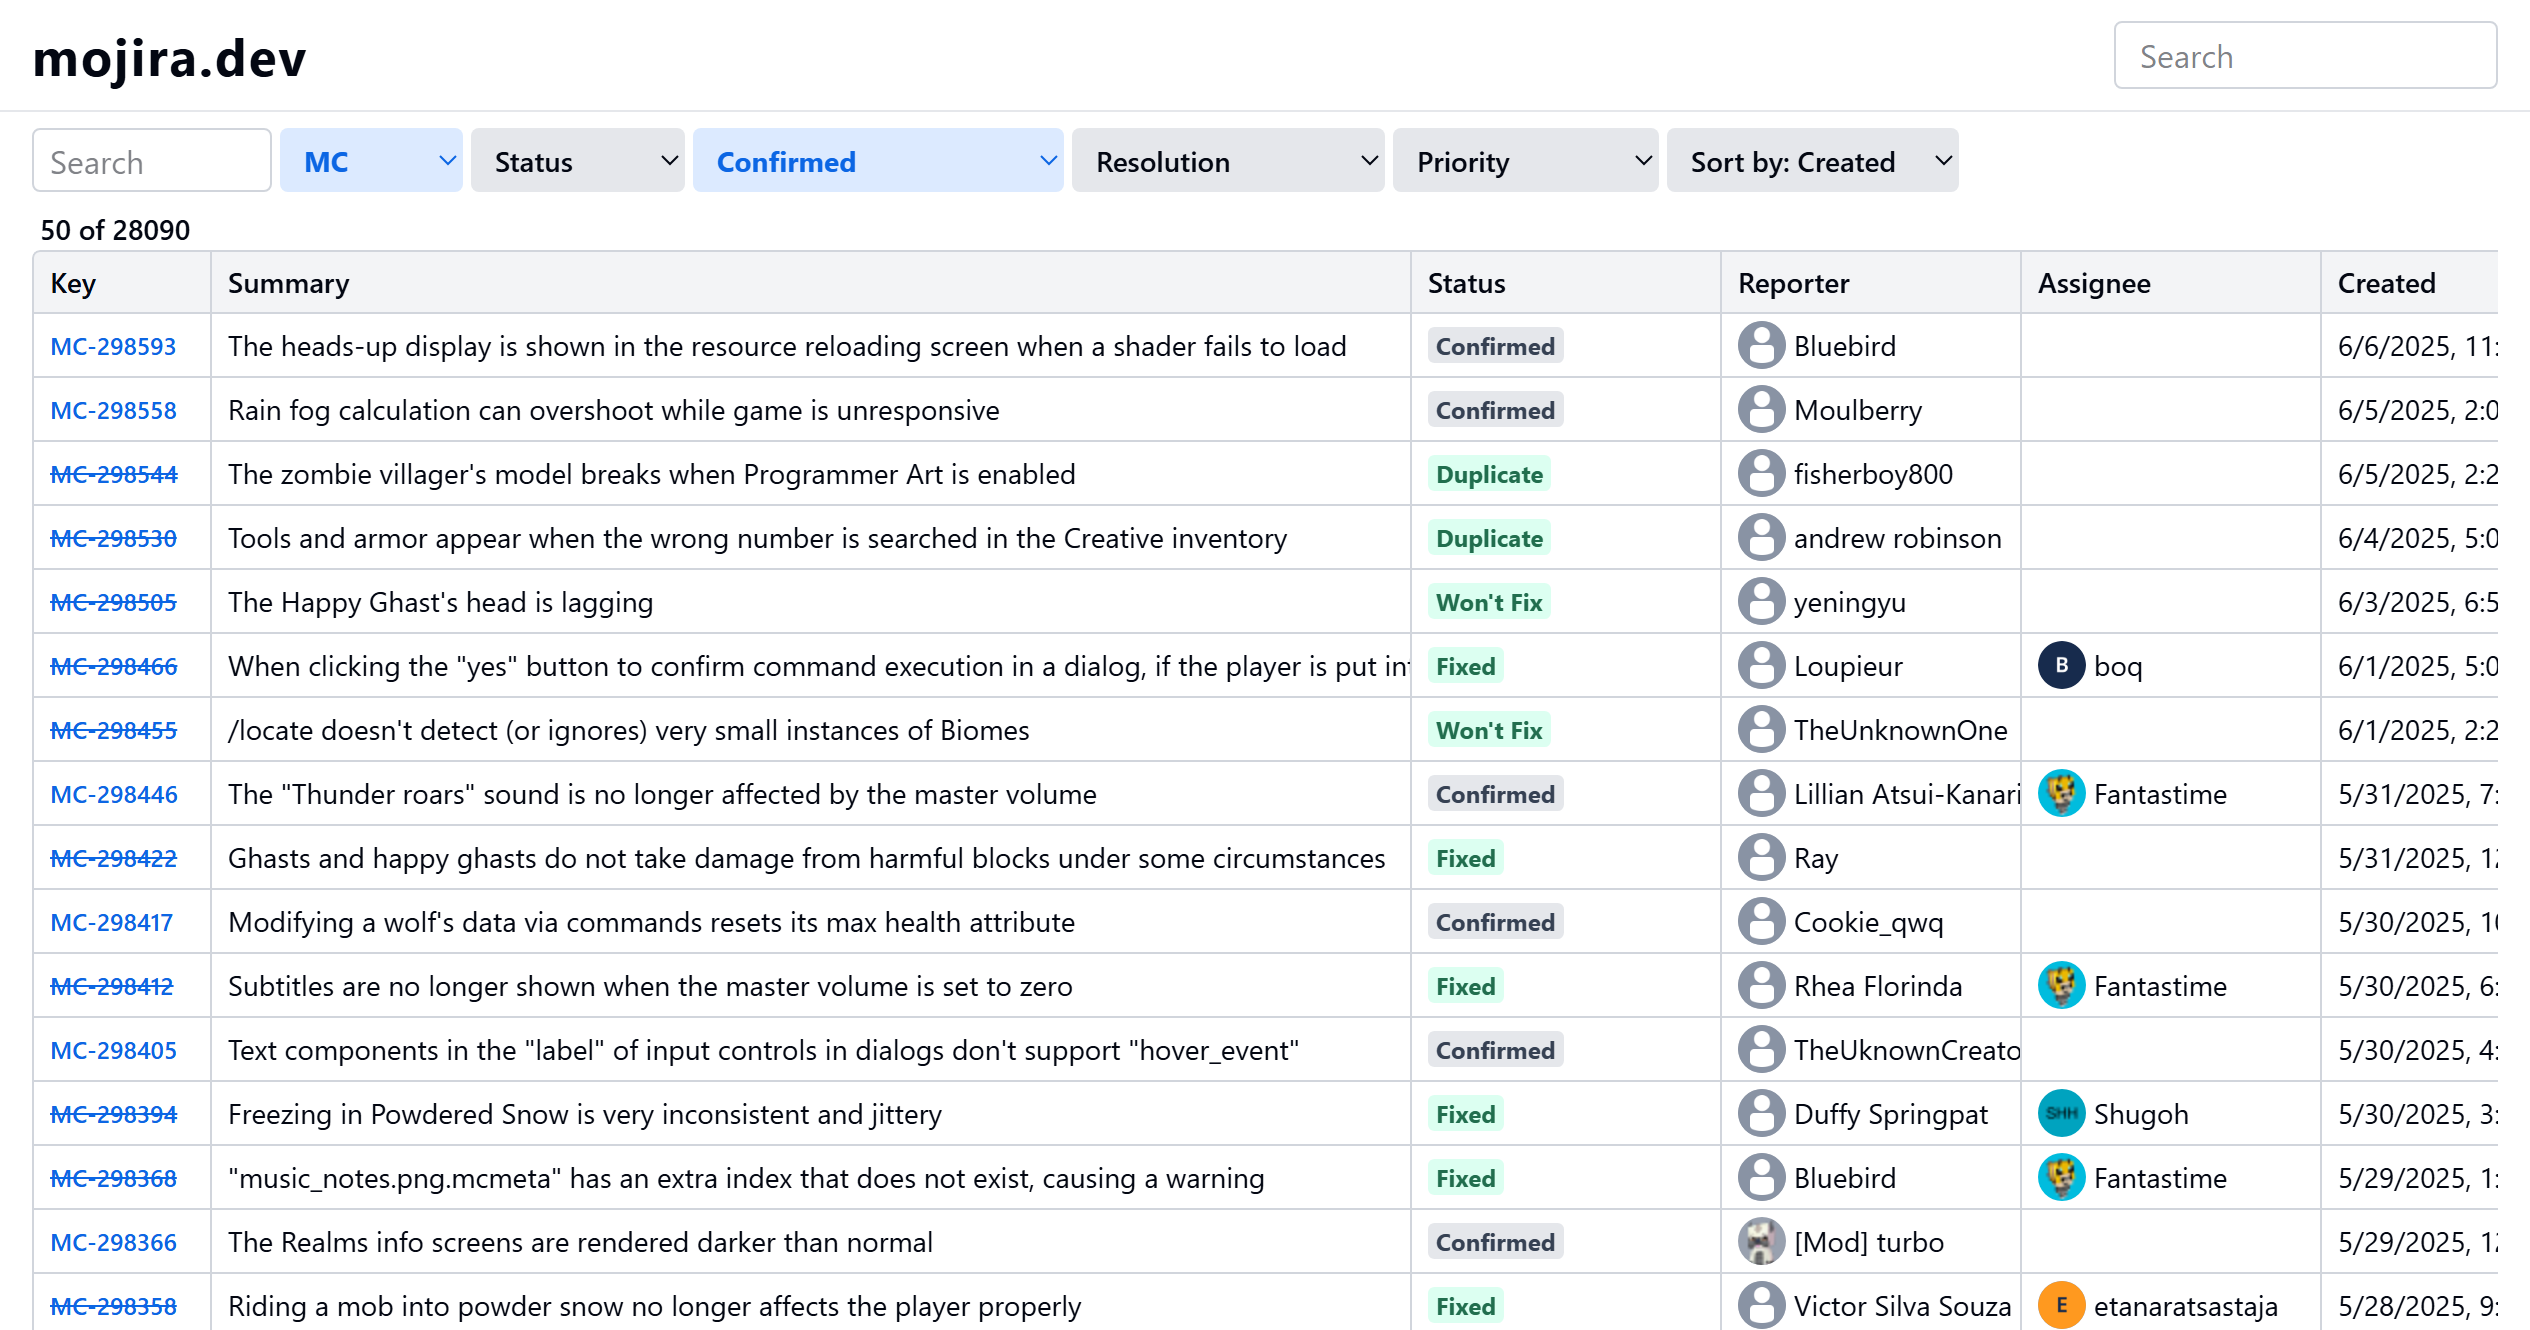 mojira.dev Search
Search MC Status Confirmed Resolution Priority Sort by: Created
50 of 28090
Key Summary Status Reporter Assignee Created
MC-298593 The heads-up display is shown in the resource reloading screen when a shader fails to load Confirmed Bluebird 6/6/2025, 11:
MC-298558 Rain fog calculation can overshoot while game is unresponsive Confirmed Moulberry 6/5/2025, 2:0
MC-298544 The zombie villager's model breaks when Programmer Art is enabled Duplicate fisherboy800 6/5/2025, 2:2
MC-298530 Tools and armor appear when the wrong number is searched in the Creative inventory Duplicate andrew robinson 6/4/2025, 5:0
MC-298505 The Happy Ghast's head is lagging Won't Fix yeningyu 6/3/2025, 6:5
MC-298466 When clicking the "yes" button to confirm command execution in a dialog, if the player is put Fixed Loupieur B boq 6/1/2025, 5:0
MC-298455 /locate doesn't detect (or ignores) very small instances of Biomes Won't Fix TheUnknownOne 6/1/2025, 2:2
MC-298446 The "Thunder roars" sound is no longer affected by the master volume Confirmed Lillian Atsui-Kanari Fantastime 5/31/2025, 7:
MC-298422 Ghasts and happy ghasts do not take damage from harmful blocks under some circumstances Fixed Ray 5/31/2025, 12
MC-298417 Modifying a wolf's data via commands resets its max health attribute Confirmed Cookie_qwq 5/30/2025, 10
MC-298412 Subtitles are no longer shown when the master volume is set to zero Fixed Rhea Florinda Fantastime 5/30/2025, 6:
MC-298405 Text components in the "label" of input controls in dialogs don't support "hover_event" Confirmed TheUknownCreato 5/30/2025, 4:
MC-298394 Freezing in Powdered Snow is very inconsistent and jittery Fixed Duffy Springpat SHH Shugoh 5/30/2025, 3:
MC-298368 "music_notes.png.mcmeta" has an extra index that does not exist, causing a warning Fixed Bluebird Fantastime 5/29/2025, 1:
MC-298366 The Realms info screens are rendered darker than normal Confirmed [Mod] turbo 5/29/2025, 12
MC-298358 Riding a mob into powder snow no longer affects the player properly Fixed Victor Silva Souza E etanaratsastaja 5/28/2025, 9: